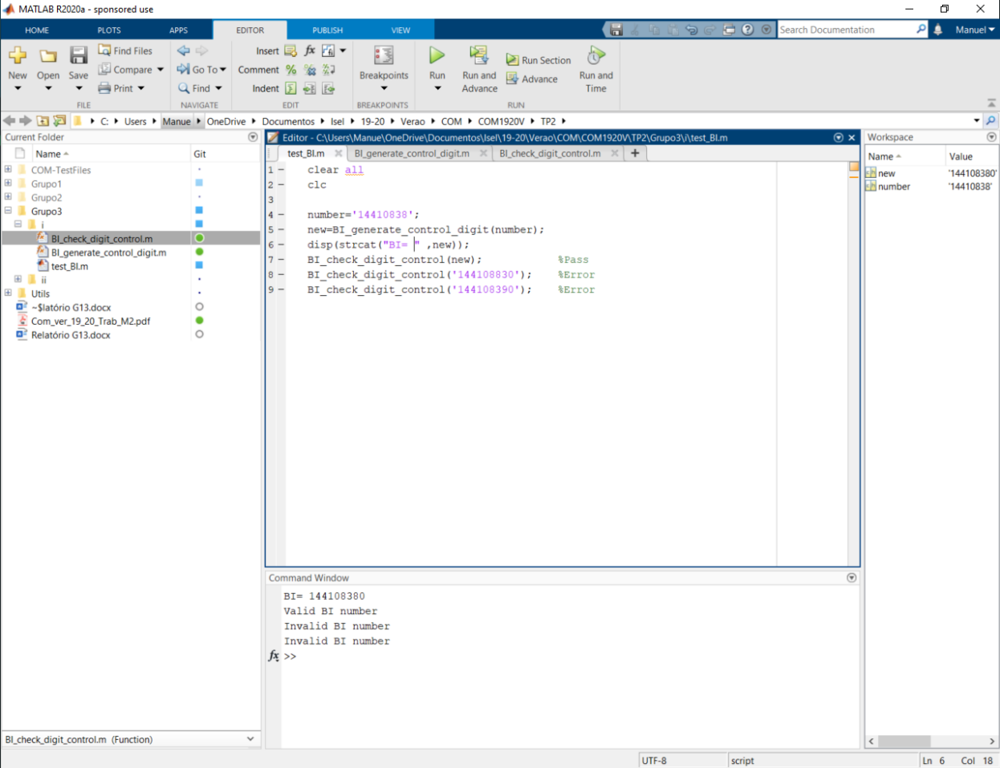 MATLAB R2020a - sponsored use
HOME PLOTS APPS EDITOR PUBLISH VIEW Search Documentation Manuel
New Open Save Find Files Compare Print
FILE
Go To Find
NAVIGATE
Insert fx
Comment %
Indent
EDIT
Breakpoints
BREAKPOINTS
Run Run and Advance Run Section Advance Run and Time
RUN
C: Users Manue OneDrive Documentos Isel 19-20 Verao COM COM1920V TP2
Current Folder
Name Git
COM-TestFiles
Grupo1
Grupo2
Grupo3
i
BI_check_digit_control.m
BI_generate_control_digit.m
test_BI.m
ii
Utils
~$latório G13.docx
Com_ver_19_20_Trab_M2.pdf
Relatório G13.docx
BI_check_digit_control.m (Function)
Editor - C:\Users\Manue\OneDrive\Documentos\Isel\19-20\Verao\COM\COM1920V\TP2\Grupo3\i\test_BI.m
test_BI.m BI_generate_control_digit.m BI_check_digit_control.m
1 - clear all
2 - clc
3
4 - number='14410838';
5 - new=BI_generate_control_digit(number);
6 - disp(strcat("BI= " ,new));
7 - BI_check_digit_control(new); %Pass
8 - BI_check_digit_control('144108830'); %Error
9 - BI_check_digit_control('144108390'); %Error
Command Window
BI= 144108380
Valid BI number
Invalid BI number
Invalid BI number
fx >>
Workspace
Name Value
new '144108380'
number '14410838'
UTF-8 script Ln 6 Col 18